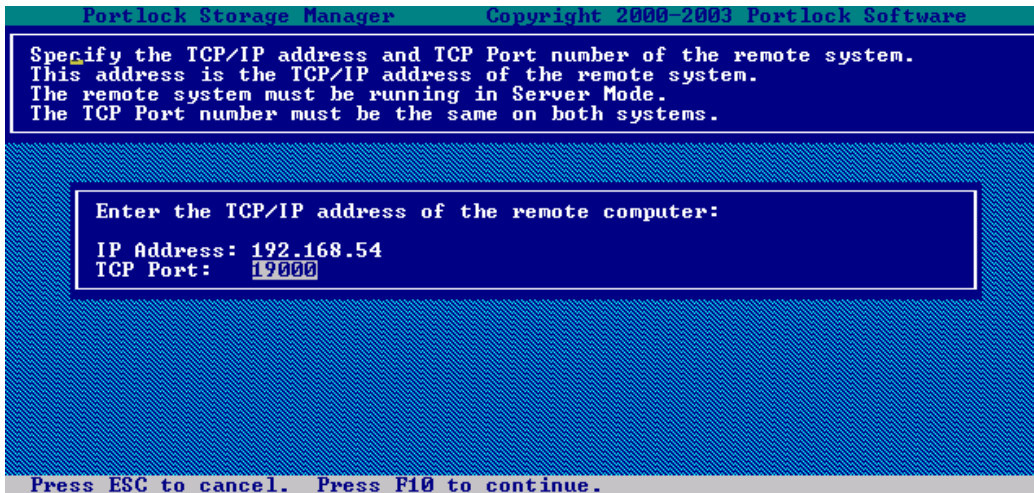 Portlock Storage Manager Copyright 2000-2003 Portlock Software
Specify the TCP/IP address and TCP Port number of the remote system.
This address is the TCP/IP address of the remote system.
The remote system must be running in Server Mode.
The TCP Port number must be the same on both systems.
Enter the TCP/IP address of the remote computer:
IP Address: 192.168.54
TCP Port: 19000
Press ESC to cancel. Press F10 to continue.